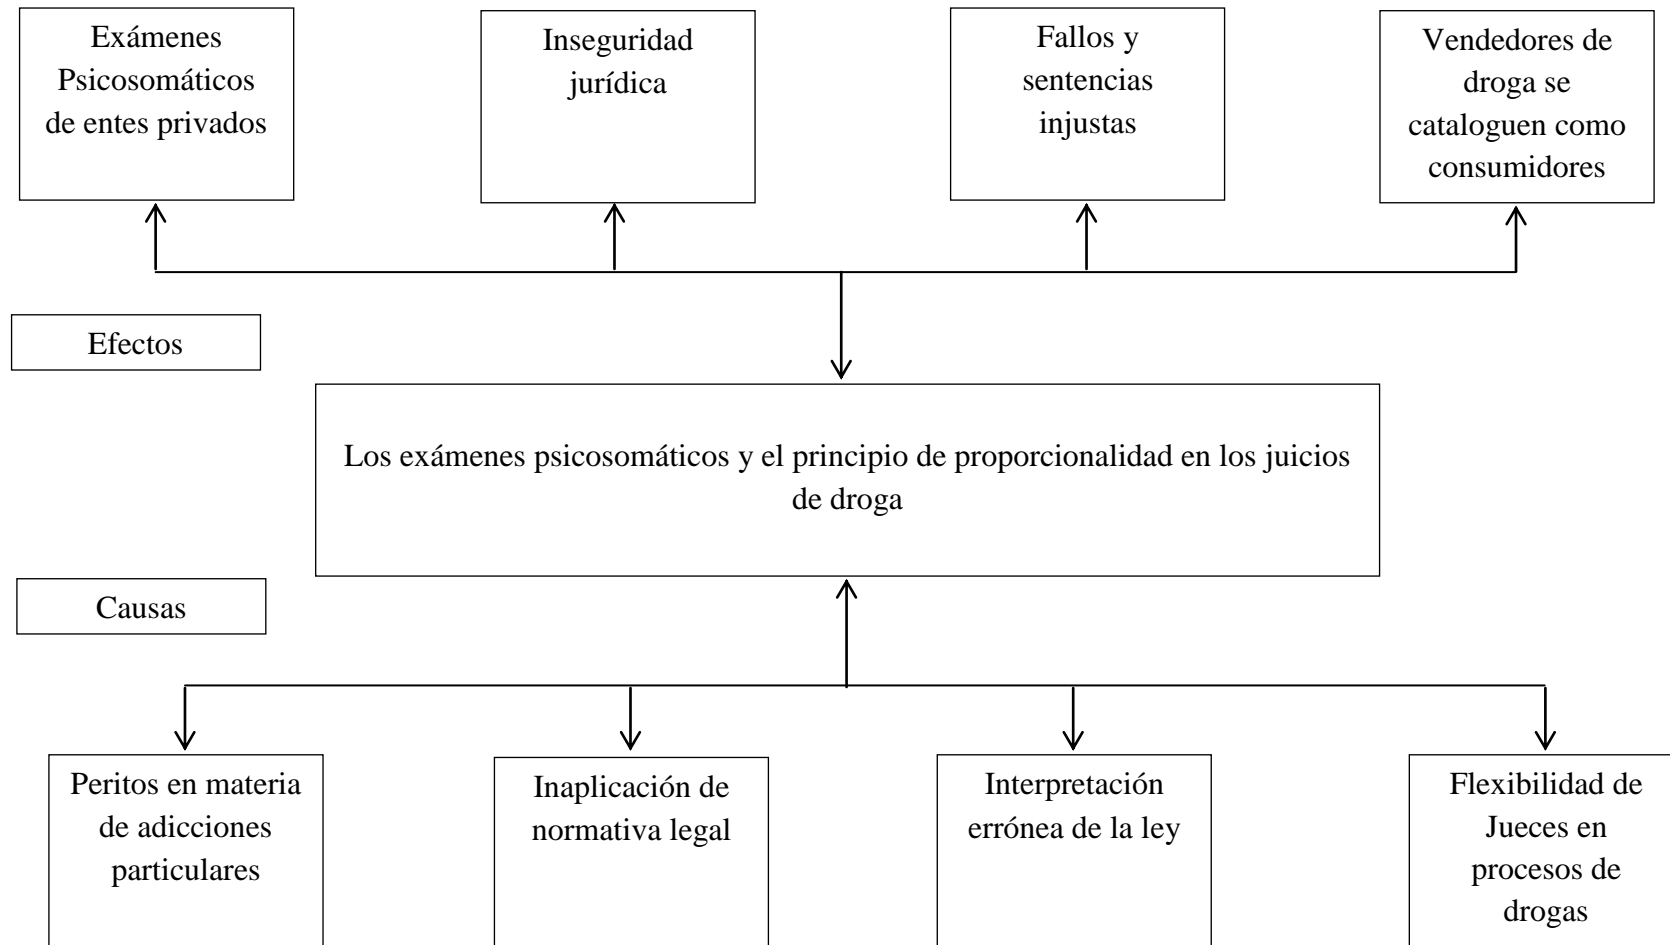 Exámenes
Psicosomáticos
de entes privados
Inseguridad
jurídica
Fallos y
sentencias
injustas
Vendedores de
droga se
cataloguen como
consumidores
Efectos
Los exámenes psicosomáticos y el principio de proporcionalidad en los juicios
de droga
Causas
Peritos en materia
de adicciones
particulares
Inaplicación de
normativa legal
Interpretación
errónea de la ley
Flexibilidad de
Jueces en
procesos de
drogas